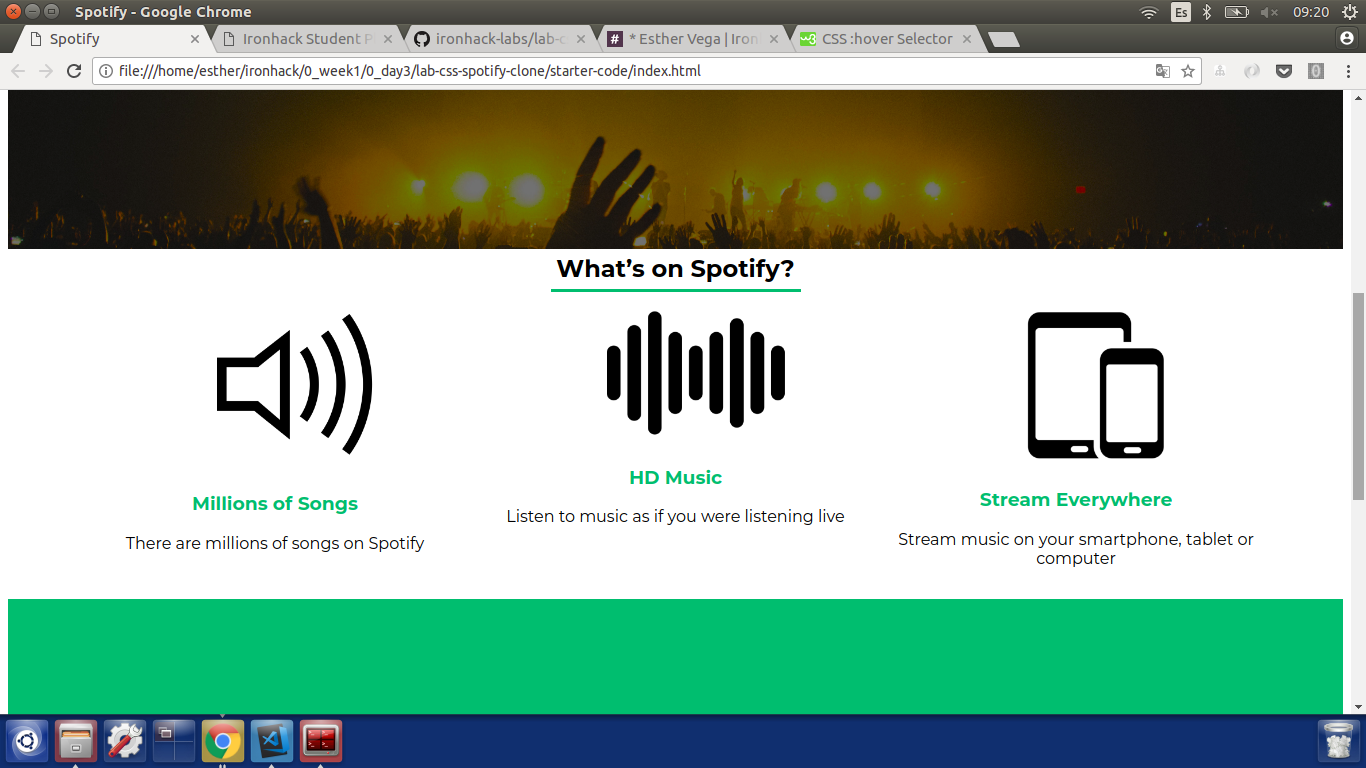 Spotify - Google Chrome
Es
09:20
Spotify
Ironhack Student P
ironhack-labs/lab-c
* Esther Vega | Iron
CSS :hover Selector
file:///home/esther/ironhack/0_week1/0_day3/lab-css-spotify-clone/starter-code/index.html
What’s on Spotify?
Millions of Songs
HD Music
Stream Everywhere
There are millions of songs on Spotify
Listen to music as if you were listening live
Stream music on your smartphone, tablet or
computer